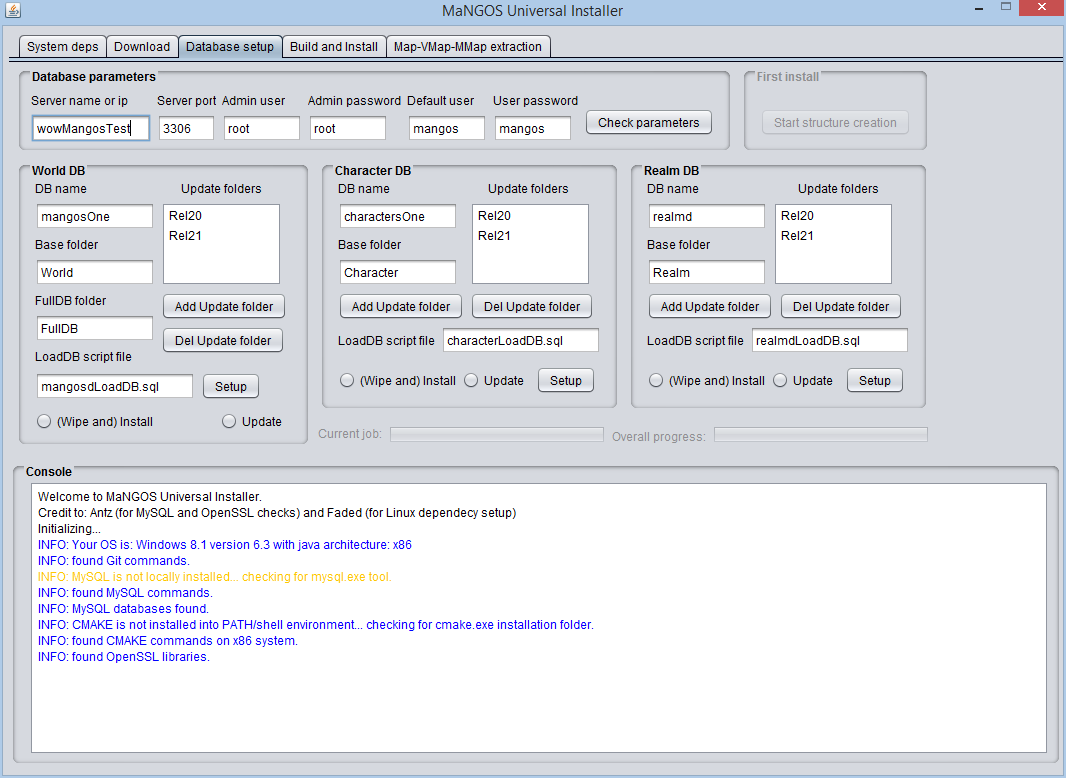 MaNGOS Universal Installer
System deps Download Database setup Build and Install Map-VMap-MMap extraction
Database parameters
Server name or ip Server port Admin user Admin password Default user User password
wowMangosTest 3306 root root mangos mangos Check parameters
First install
Start structure creation
World DB
DB name Update folders
mangosOne Rel20
Rel21
Base folder
World
FullDB folder Add Update folder
FullDB
Del Update folder
LoadDB script file
mangosdLoadDB.sql Setup
(Wipe and) Install Update
Character DB
DB name Update folders
charactersOne Rel20
Rel21
Base folder
Character
Add Update folder Del Update folder
LoadDB script file characterLoadDB.sql
(Wipe and) Install Update Setup
Realm DB
DB name Update folders
realmd Rel20
Rel21
Base folder
Realm
Add Update folder Del Update folder
LoadDB script file realmdLoadDB.sql
(Wipe and) Install Update Setup
Current job: Overall progress:
Console
Welcome to MaNGOS Universal Installer.
Credit to: Antz (for MySQL and OpenSSL checks) and Faded (for Linux dependecy setup)
Initializing...
INFO: Your OS is: Windows 8.1 version 6.3 with java architecture: x86
INFO: found Git commands.
INFO: MySQL is not locally installed... checking for mysql.exe tool.
INFO: found MySQL commands.
INFO: MySQL databases found.
INFO: CMAKE is not installed into PATH/shell environment... checking for cmake.exe installation folder.
INFO: found CMAKE commands on x86 system.
INFO: found OpenSSL libraries.